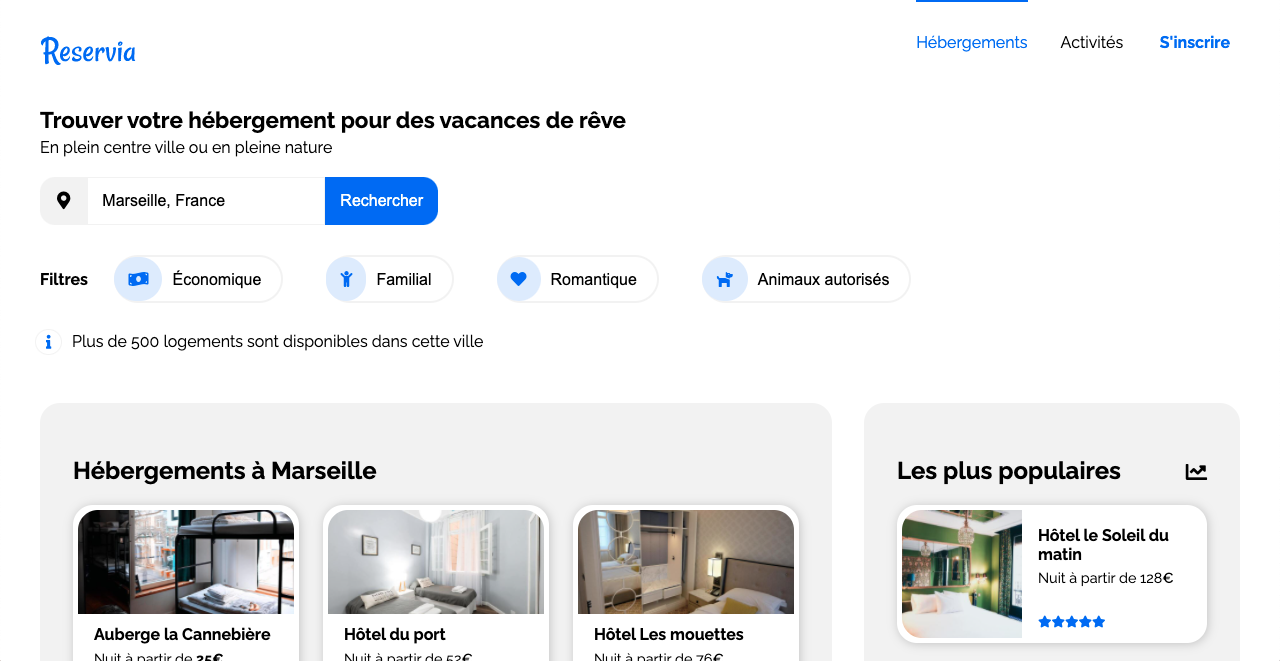 Reservia
Hébergements
Activités
S'inscrire
Trouver votre hébergement pour des vacances de rêve
En plein centre ville ou en pleine nature
Marseille, France
Rechercher
Filtres
Économique
Familial
Romantique
Animaux autorisés
Plus de 500 logements sont disponibles dans cette ville
Hébergements à Marseille
Auberge la Cannebière
Nuit à partir de 25€
Hôtel du port
Nuit à partir de 52€
Hôtel Les mouettes
Nuit à partir de 76€
Les plus populaires
Hôtel le Soleil du
matin
Nuit à partir de 128€